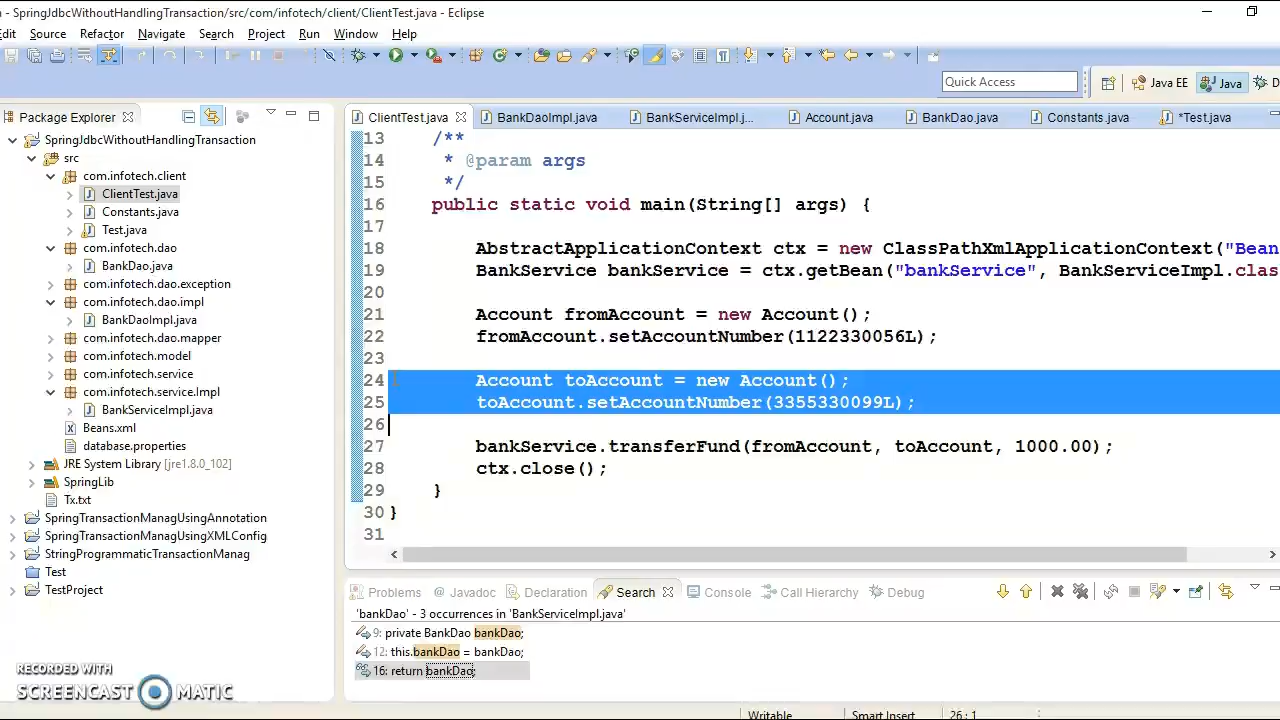 - SpringJdbcWithoutHandlingTransaction/src/com/infotech/client/ClientTest.java - Eclipse
dit Source Refactor Navigate Search Project Run Window Help
Quick Access
Java EE
Java
D
Package Explorer
SpringJdbcWithoutHandlingTransaction
src
com.infotech.client
ClientTest.java
Constants.java
Test.java
com.infotech.dao
BankDao.java
com.infotech.dao.exception
com.infotech.dao.impl
BankDaoImpl.java
com.infotech.dao.mapper
com.infotech.model
com.infotech.service
com.infotech.service.Impl
BankServiceImpl.java
Beans.xml
database.properties
JRE System Library [jre1.8.0_102]
SpringLib
Tx.txt
SpringTransactionManagUsingAnnotation
SpringTransactionManagUsingXMLConfig
StringProgrammaticTransactionManag
Test
TestProject
ClientTest.java BankDaoImpl.java BankServiceImpl.j... Account.java BankDao.java Constants.java *Test.java
13 /**
14 * @param args
15 */
16 public static void main(String[] args) {
17
18 AbstractApplicationContext ctx = new ClassPathXmlApplicationContext("Bean
19 BankService bankService = ctx.getBean("bankService", BankServiceImpl.clas
20
21 Account fromAccount = new Account();
22 fromAccount.setAccountNumber(1122330056L);
23
24 Account toAccount = new Account();
25 toAccount.setAccountNumber(3355330099L);
26
27 bankService.transferFund(fromAccount, toAccount, 1000.00);
28 ctx.close();
29 }
30 }
31
Problems Javadoc Declaration Search Console Call Hierarchy Debug
'bankDao' - 3 occurrences in 'BankServiceImpl.java'
9: private BankDao bankDao;
12: this.bankDao = bankDao;
16: return bankDao;
Writable Smart Insert 26 : 1
RECORDED WITH
SCREENCAST MATIC